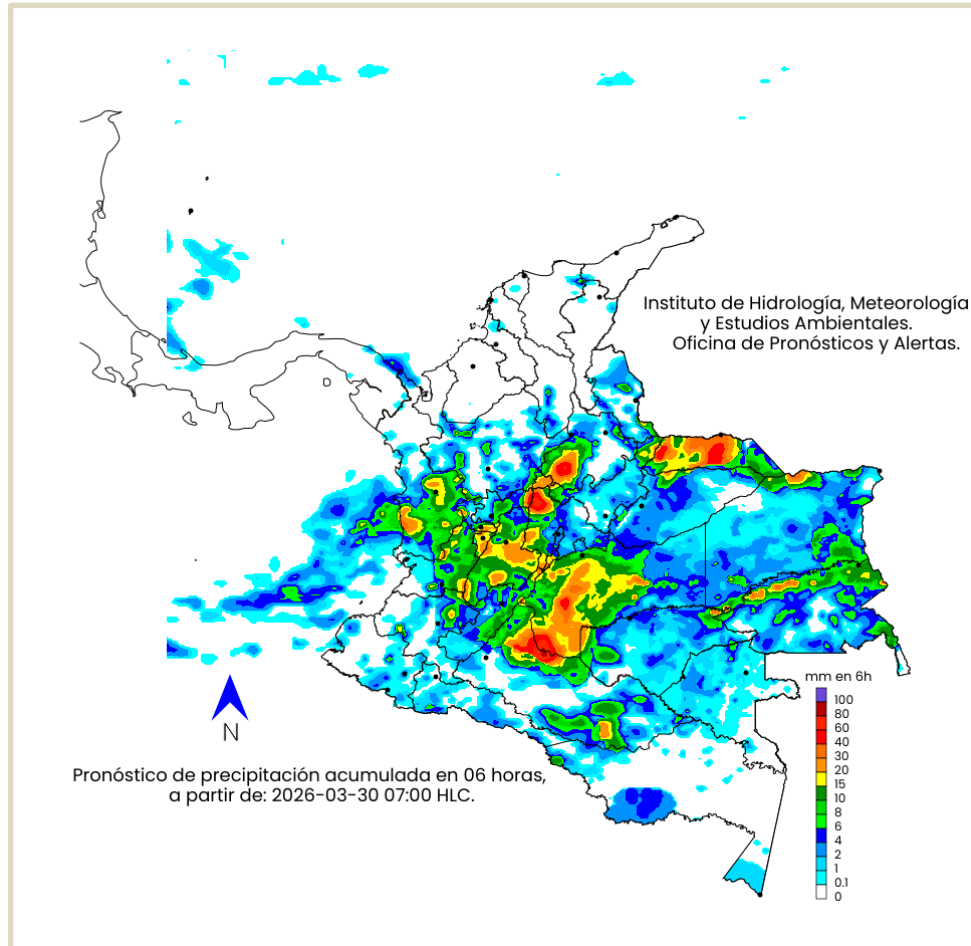 Instituto de Hidrología, Meteorología
y Estudios Ambientales.
Oficina de Pronósticos y Alertas.
mm en 6h
100
80
60
40
30
20
15
10
8
6
4
2
1
0.1
0
N
Pronóstico de precipitación acumulada en 06 horas,
a partir de: 2026-03-30 07:00 HLC.